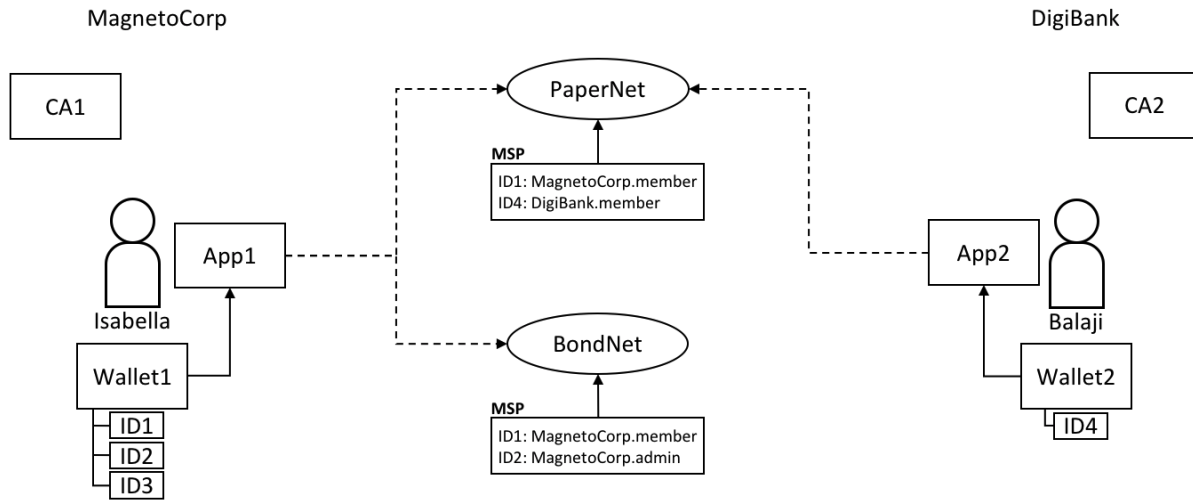 MagnetoCorp
DigiBank
CA1
PaperNet
CA2
MSP
ID1: MagnetoCorp.member
ID4: DigiBank.member
App1
App2
Isabella
Balaji
BondNet
Wallet1
Wallet2
MSP
ID1
ID1: MagnetoCorp.member
ID4
ID2
ID2: MagnetoCorp.admin
ID3